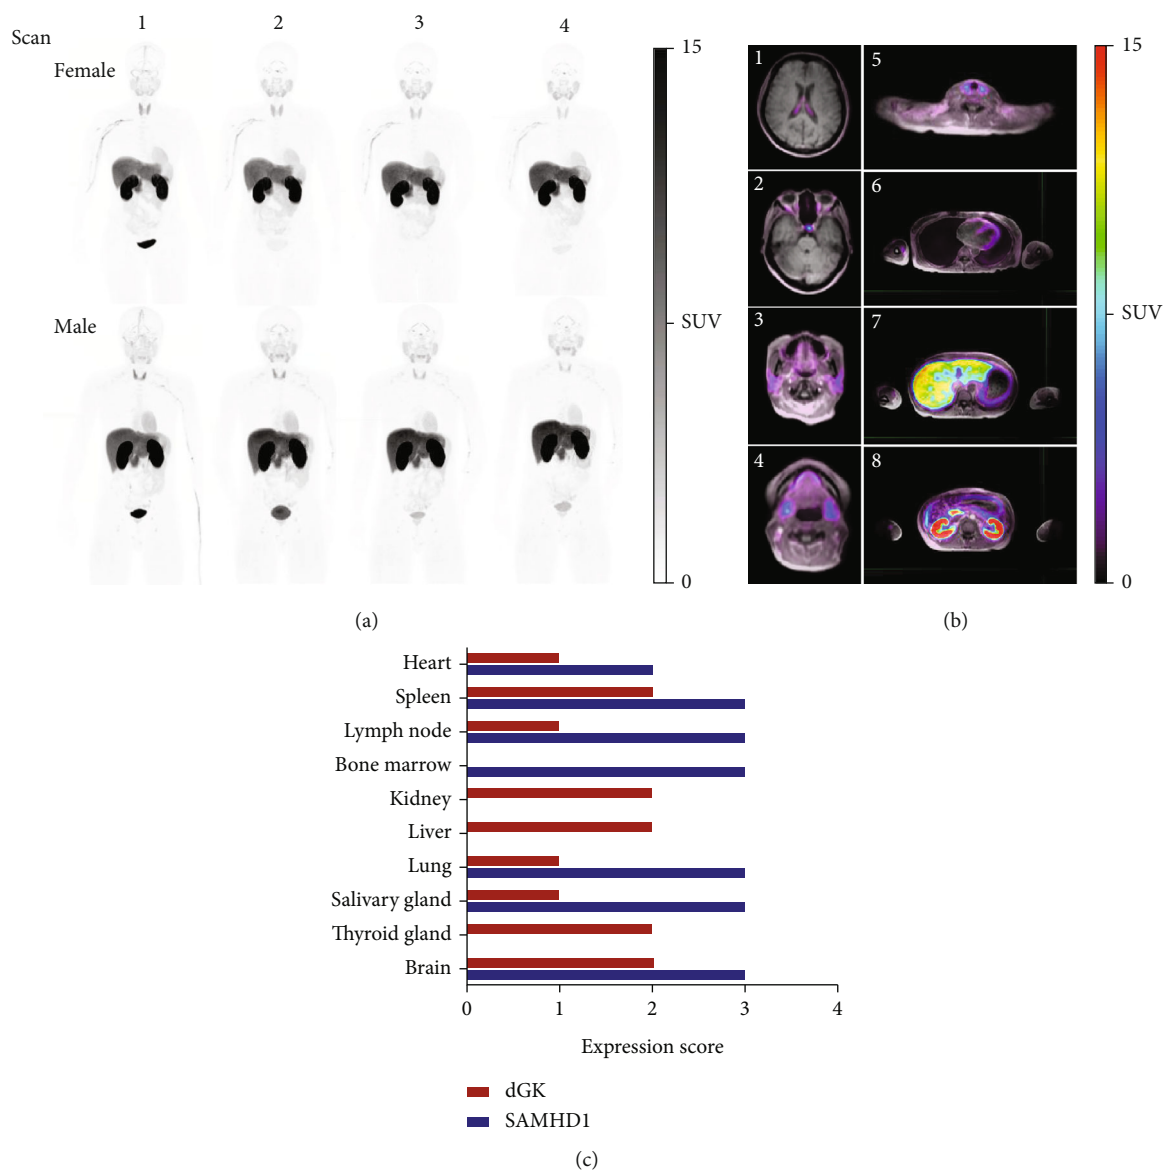 Scan
1
2
3
4
Female
Male
15
SUV
0
(a)
1
2
3
4
5
6
7
8
15
SUV
0
(b)
Heart
Spleen
Lymph node
Bone marrow
Kidney
Liver
Lung
Salivary gland
Thyroid gland
Brain
0 1 2 3 4
Expression score
dGK
SAMHD1
(c)